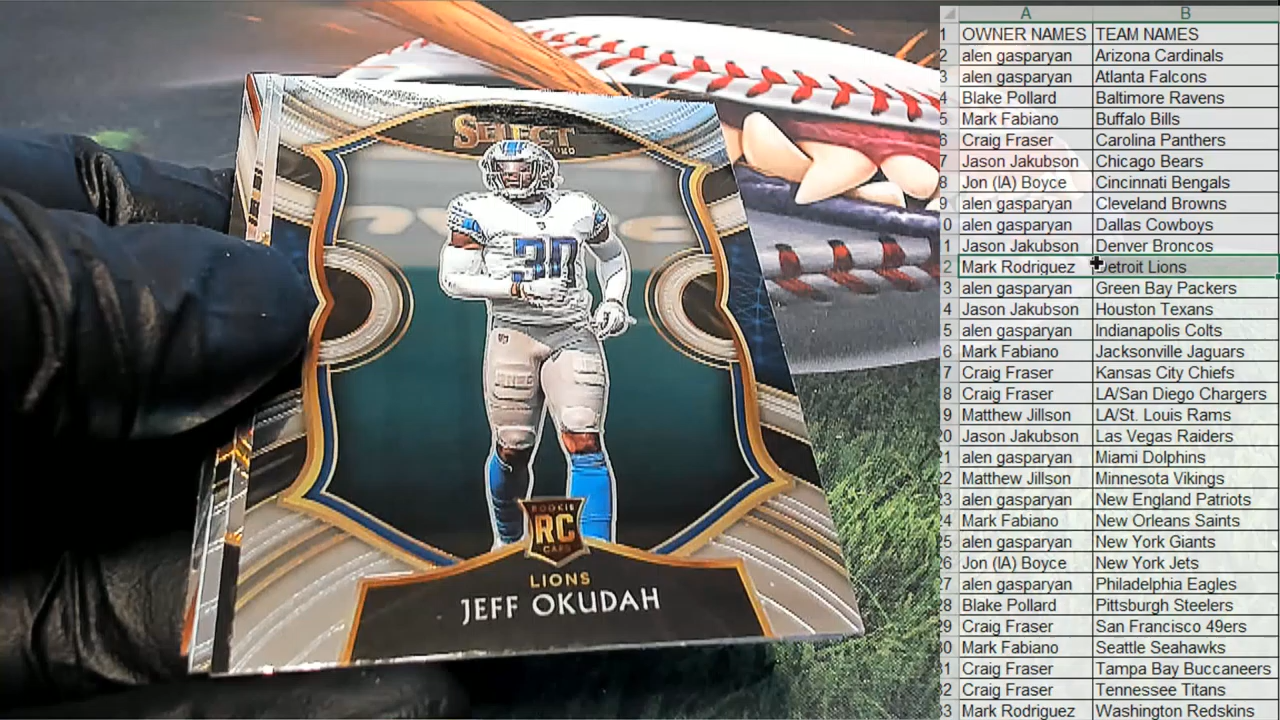 SELECT
2020
30
ROOKIE
RC
CARD
LIONS
JEFF OKUDAH
A B
1 OWNER NAMES TEAM NAMES
2 alen gasparyan Arizona Cardinals
3 alen gasparyan Atlanta Falcons
4 Blake Pollard Baltimore Ravens
5 Mark Fabiano Buffalo Bills
6 Craig Fraser Carolina Panthers
7 Jason Jakubson Chicago Bears
8 Jon (IA) Boyce Cincinnati Bengals
9 alen gasparyan Cleveland Browns
0 alen gasparyan Dallas Cowboys
1 Jason Jakubson Denver Broncos
2 Mark Rodriguez Detroit Lions
3 alen gasparyan Green Bay Packers
4 Jason Jakubson Houston Texans
5 alen gasparyan Indianapolis Colts
6 Mark Fabiano Jacksonville Jaguars
7 Craig Fraser Kansas City Chiefs
8 Craig Fraser LA/San Diego Chargers
9 Matthew Jillson LA/St. Louis Rams
20 Jason Jakubson Las Vegas Raiders
21 alen gasparyan Miami Dolphins
22 Matthew Jillson Minnesota Vikings
23 alen gasparyan New England Patriots
24 Mark Fabiano New Orleans Saints
25 alen gasparyan New York Giants
26 Jon (IA) Boyce New York Jets
27 alen gasparyan Philadelphia Eagles
28 Blake Pollard Pittsburgh Steelers
29 Craig Fraser San Francisco 49ers
30 Mark Fabiano Seattle Seahawks
31 Craig Fraser Tampa Bay Buccaneers
32 Craig Fraser Tennessee Titans
33 Mark Rodriguez Washington Redskins